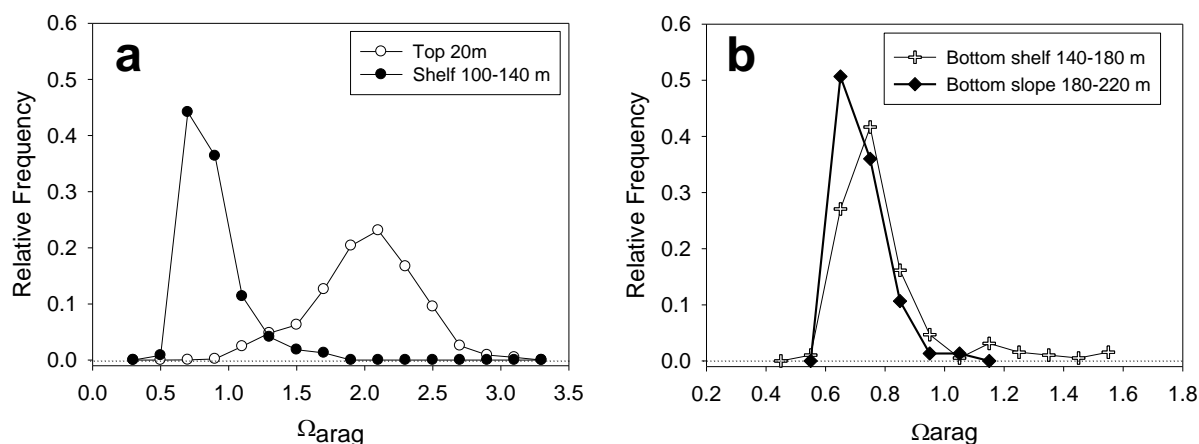 a
Top 20m
Shelf 100-140 m
Relative Frequency
0.6
0.5
0.4
0.3
0.2
0.1
0.0
0.0 0.5 1.0 1.5 2.0 2.5 3.0 3.5
Ωarag
b
Bottom shelf 140-180 m
Bottom slope 180-220 m
Relative Frequency
0.6
0.5
0.4
0.3
0.2
0.1
0.0
0.2 0.4 0.6 0.8 1.0 1.2 1.4 1.6 1.8
Ωarag